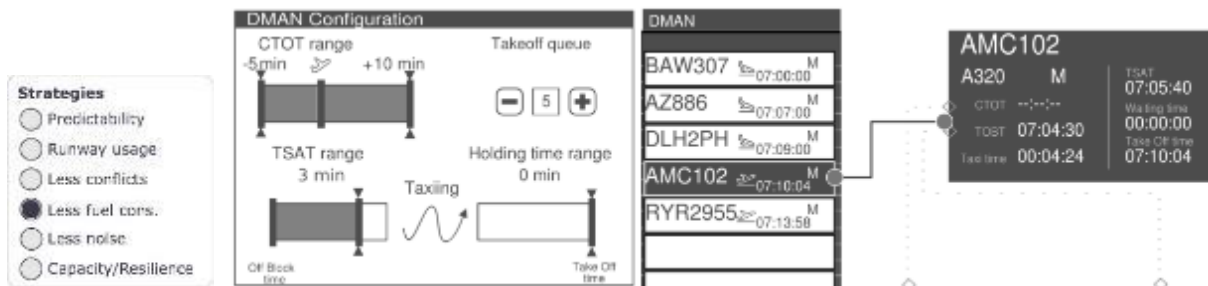 Strategies
Predictability
Runway usage
Less conflicts
Less fuel cons.
Less noise
Capacity/Resilience
DMAN Configuration
CTOT range
-5min
+10 min
Takeoff queue
5
TSAT range
3 min
Taxiing
Holding time range
0 min
Off Block
time
Take Off
time
DMAN
BAW307 07:00:00 M
AZ886 07:07:00 M
DLH2PH 07:09:00 M
AMC102 07:10:04 M
RYR2955 07:13:58 M
AMC102
A320 M
CTOT --:--:--
TOBT 07:04:30
Taxi time 00:04:24
TSAT
07:05:40
Waiting time
00:00:00
Take Off time
07:10:04